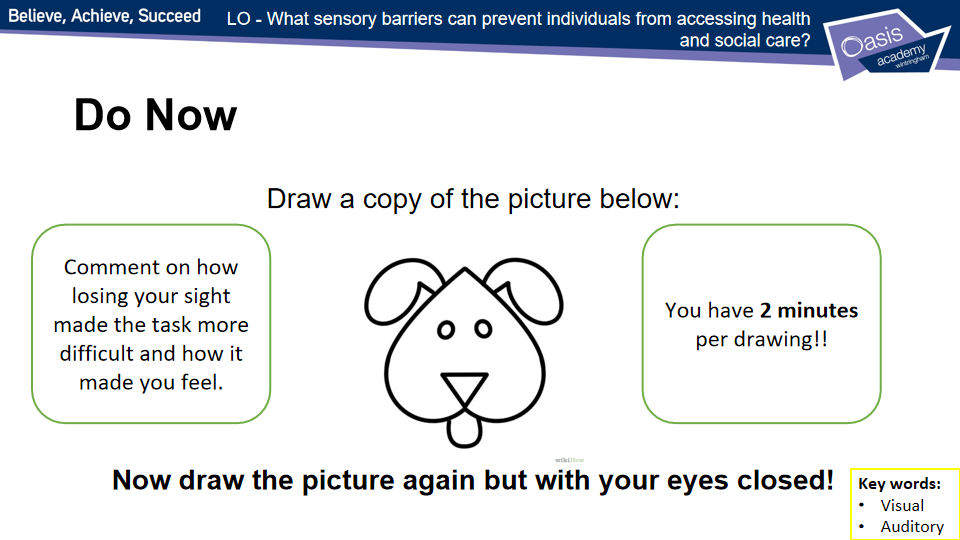 Believe, Achieve, Succeed
LO - What sensory barriers can prevent individuals from accessing health
and social care?
Oasis
academy
wintringham
Do Now
Draw a copy of the picture below:
Comment on how
losing your sight
made the task more
difficult and how it
made you feel.
You have 2 minutes
per drawing!!
wikiHow
Now draw the picture again but with your eyes closed!
Key words:
• Visual
• Auditory